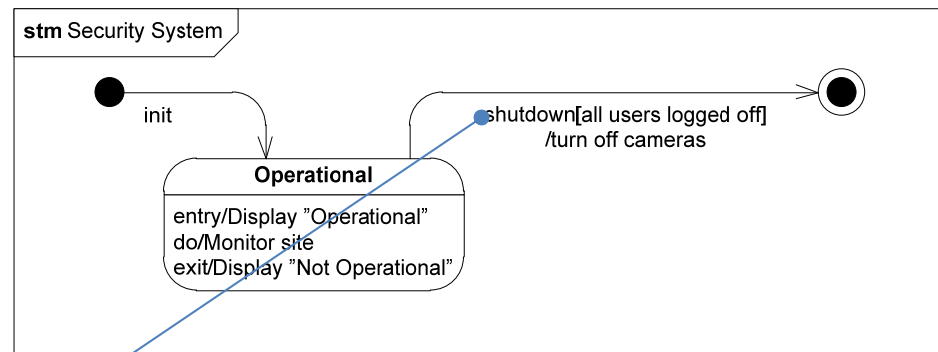 stm Security System
init
shutdown[all users logged off]
/turn off cameras
Operational
entry/Display ”Operational”
do/Monitor site
exit/Display ”Not Operational”